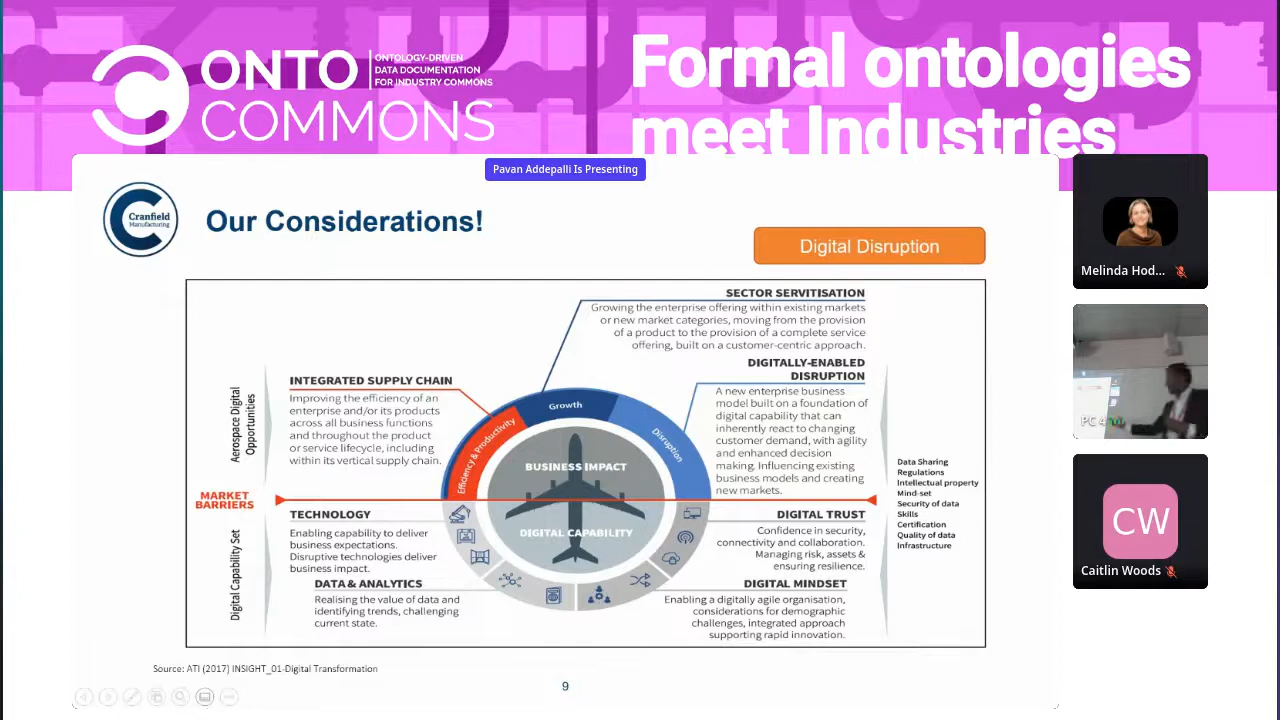 ONTO
COMMONS
ONTOLOGY-DRIVEN
DATA DOCUMENTATION
FOR INDUSTRY COMMONS
Formal ontologies
meet Industries
Pavan Addepalli Is Presenting
Cranfield
Manufacturing
Our Considerations!
Digital Disruption
SECTOR SERVITISATION
Growing the enterprise offering within existing markets
or new market categories, moving from the provision
of a product to the provision of a complete service
offering, built on a customer-centric approach.
DIGITALLY-ENABLED
DISRUPTION
A new enterprise business
model built on a foundation of
digital capability that can
inherently react to changing
customer demand, with agility
and enhanced decision
making. Influencing existing
business models and creating
new markets.
INTEGRATED SUPPLY CHAIN
Improving the efficiency of an
enterprise and/or its products
across all business functions
and throughout the product
or service lifecycle, including
within its vertical supply chain.
Aerospace Digital
Opportunities
Efficiency & Productivity
Growth
Disruption
BUSINESS IMPACT
DIGITAL CAPABILITY
MARKET
BARRIERS
Data Sharing
Regulations
Intellectual property
Mind-set
Security of data
Skills
Certification
Quality of data
Infrastructure
Digital Capability Set
TECHNOLOGY
Enabling capability to deliver
business expectations.
Disruptive technologies deliver
business impact.
DATA & ANALYTICS
Realising the value of data and
identifying trends, challenging
current state.
DIGITAL TRUST
Confidence in security,
connectivity and collaboration.
Managing risk, assets &
ensuring resilience.
DIGITAL MINDSET
Enabling a digitally agile organisation,
considerations for demographic
challenges, integrated approach
supporting rapid innovation.
Source: ATI (2017) INSIGHT_01-Digital Transformation
9
Melinda Hod...
PC 4
CW
Caitlin Woods